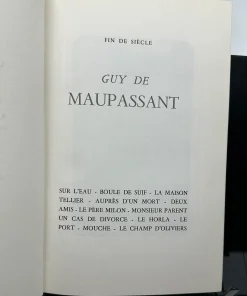 FIN DE SIÈCLE
GUY DE
MAUPASSANT
SUR L'EAU - BOULE DE SUIF - LA MAISON
TELLIER - AUPRÈS D'UN MORT - DEUX
AMIS - LE PÈRE MILON - MONSIEUR PARENT
UN CAS DE DIVORCE - LE HORLA - LE
PORT - MOUCHE - LE CHAMP D'OLIVIERS